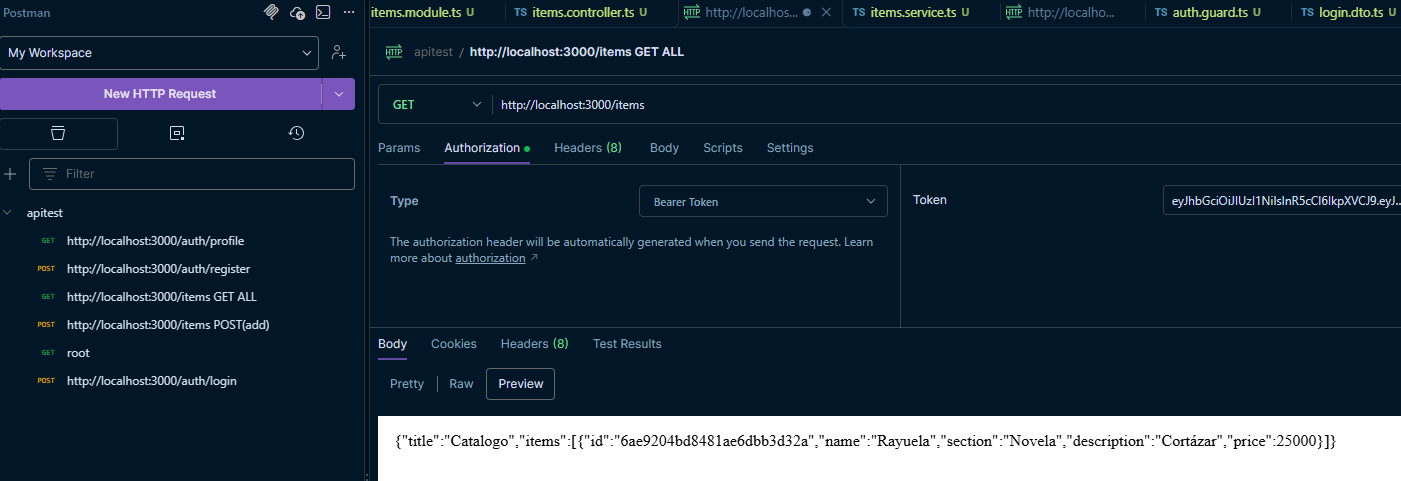 Postman
items.module.ts U
TS items.controller.ts U
HTTP http://localhos...
TS items.service.ts U
HTTP http://localho...
TS auth.guard.ts U
TS login.dto.ts U
My Workspace
HTTP apitest / http://localhost:3000/items GET ALL
New HTTP Request
GET http://localhost:3000/items
Params Authorization Headers (8) Body Scripts Settings
Filter
Type Bearer Token
Token
apitest
GET http://localhost:3000/auth/profile
POST http://localhost:3000/auth/register
GET http://localhost:3000/items GET ALL
POST http://localhost:3000/items POST(add)
GET root
POST http://localhost:3000/auth/login
The authorization header will be automatically generated when you send the request. Learn
more about authorization
Body Cookies Headers (8) Test Results
Pretty Raw Preview
{"title":"Catalogo","items":[{"id":"6ae9204bd8481ae6dbb3d32a","name":"Rayuela","section":"Novela","description":"Cortázar","price":25000}]}